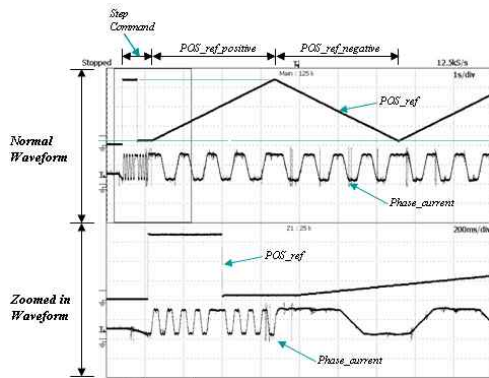 Step
Command
POS_ref_positive
POS_ref_negative
Stopped
12.5kS/s
Main : 125 k
1s/div
POS_ref
Normal
Waveform
Phase_current
Z1 : 25 k
200ms/div
POS_ref
Zoomed in
Waveform
Phase_current